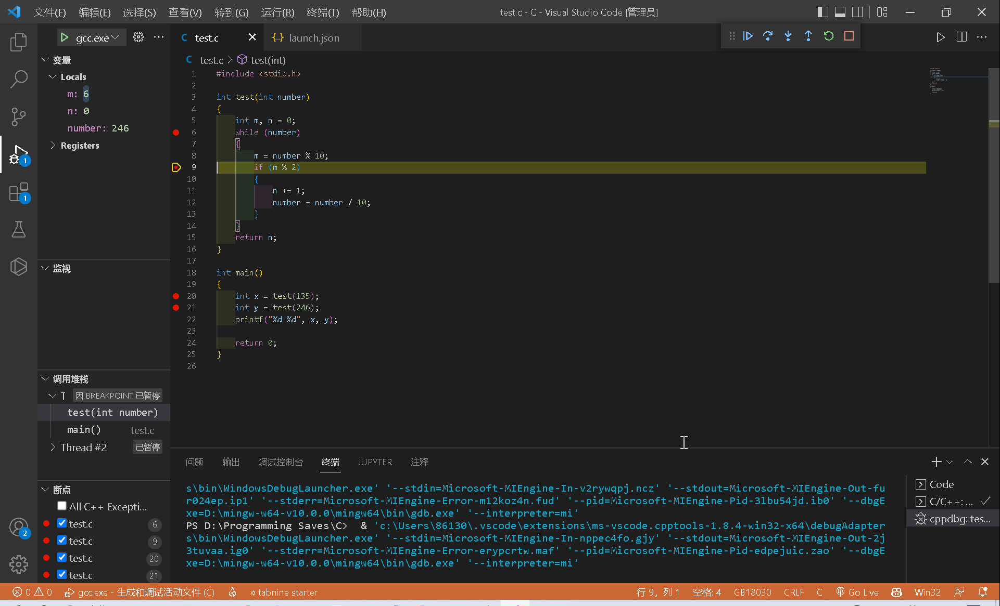 文件(F) 编辑(E) 选择(S) 查看(V) 转到(G) 运行(R) 终端(T) 帮助(H) test.c - C - Visual Studio Code [管理员]
gcc.exe ···
test.c launch.json
变量
Locals
m: 6
n: 0
number: 246
Registers
监视
调用堆栈
T 因 BREAKPOINT 已暂停
test(int number)
main() test.c
Thread #2 已暂停
断点
All C++ Excepti...
test.c 6
test.c 9
test.c 20
test.c 21
1
1
2
test.c > test(int)
1 #include <stdio.h>
2
3 int test(int number)
4 {
5 int m, n = 0;
6 while (number)
7 {
8 m = number % 10;
9 if (m % 2)
10 {
11 n += 1;
12 number = number / 10;
13 }
14 }
15 return n;
16 }
17
18 int main()
19 {
20 int x = test(135);
21 int y = test(246);
22 printf("%d %d", x, y);
23
24 return 0;
25 }
26
问题 输出 调试控制台 终端 JUPYTER 注释
s\bin\WindowsDebugLauncher.exe' '--stdin=Microsoft-MIEngine-In-v2rywqpj.ncz' '--stdout=Microsoft-MIEngine-Out-fu
r024ep.ip1' '--stderr=Microsoft-MIEngine-Error-m12koz4n.fud' '--pid=Microsoft-MIEngine-Pid-3lbu54jd.ib0' '--dbgE
xe=D:\mingw-w64-v10.0.0\mingw64\bin\gdb.exe' '--interpreter=mi'
PS D:\Programming Saves\C> & 'c:\Users\86130\.vscode\extensions\ms-vscode.cpptools-1.8.4-win32-x64\debugAdapter
s\bin\WindowsDebugLauncher.exe' '--stdin=Microsoft-MIEngine-In-nppec4fo.gjy' '--stdout=Microsoft-MIEngine-Out-2j
3tuvaa.ig0' '--stderr=Microsoft-MIEngine-Error-erypcrtw.maf' '--pid=Microsoft-MIEngine-Pid-edpejuic.zao' '--dbgE
xe=D:\mingw-w64-v10.0.0\mingw64\bin\gdb.exe' '--interpreter=mi'
Code
C/C++: ...
cppdbg: tes...
0 0 gcc.exe - 生成和调试活动文件 (C) tabnine starter 行 9，列 1 空格: 4 GB18030 CRLF C Go Live Win32